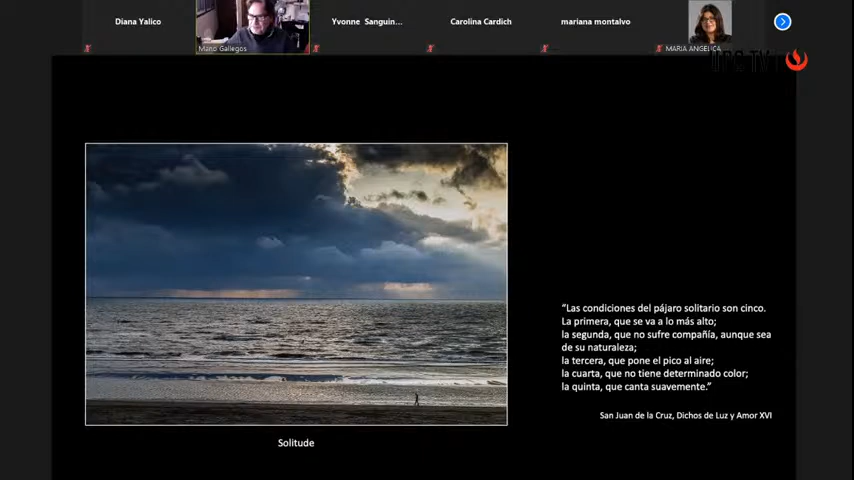 Diana Yalico
Mario Gallegos
Yvonne Sanguin...
Carolina Cardich
mariana montalvo
MARIA ANGELICA
UPC TV
“Las condiciones del pájaro solitario son cinco.
La primera, que se va a lo más alto;
la segunda, que no sufre compañía, aunque sea
de su naturaleza;
la tercera, que pone el pico al aire;
la cuarta, que no tiene determinado color;
la quinta, que canta suavemente.”
San Juan de la Cruz, Dichos de Luz y Amor XVI
Solitude